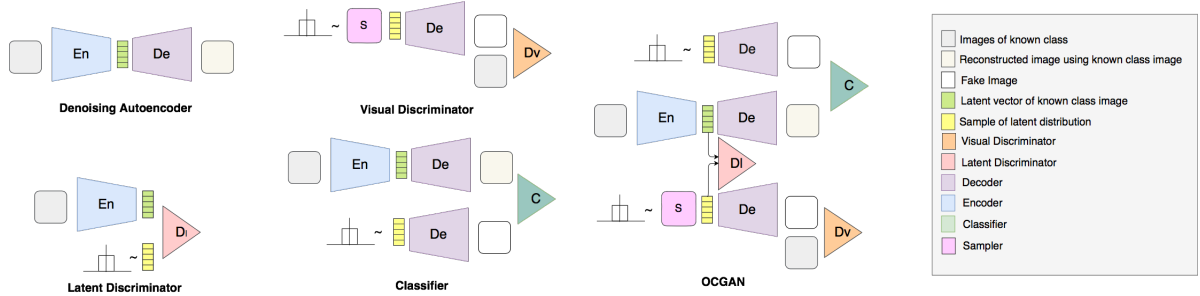 En
De
Denoising Autoencoder
~
S
De
Dv
Visual Discriminator
En
Dl
~
Latent Discriminator
En
De
C
~
De
Classifier
~
De
C
En
De
Dl
~
S
De
Dv
OCGAN
Images of known class
Reconstructed image using known class image
Fake Image
Latent vector of known class image
Sample of latent distribution
Visual Discriminator
Latent Discriminator
Decoder
Encoder
Classifier
Sampler